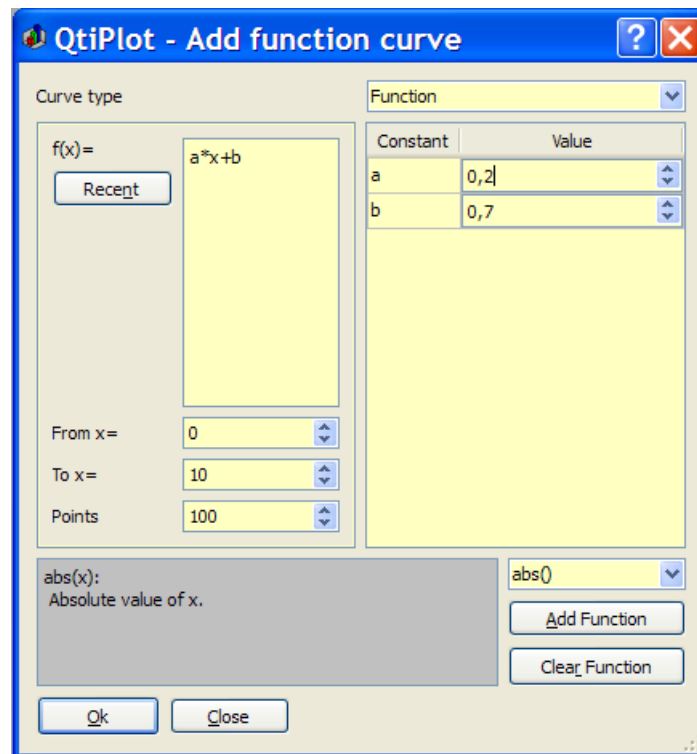 QtiPlot - Add function curve
Curve type
Function
f(x)=
a*x+b
Recent
Constant Value
a 0,2
b 0,7
From x= 0
To x= 10
Points 100
abs(x):
Absolute value of x.
abs()
Add Function
Clear Function
Ok Close